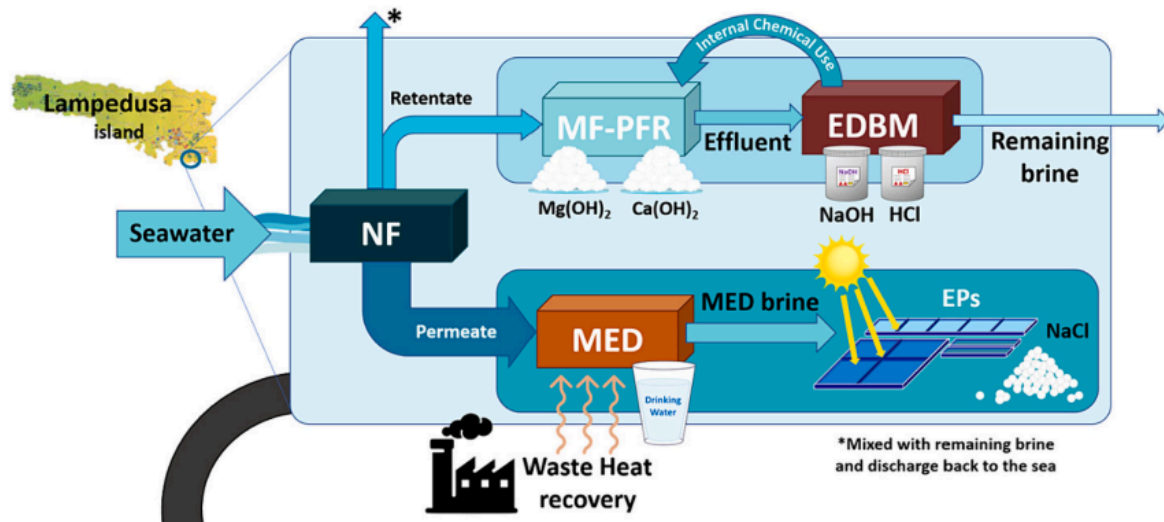 *
Internal Chemical Use
Lampedusa
island
Retentate
MF-PFR
Effluent
EDBM
Remaining
brine
Mg(OH)₂
Ca(OH)₂
NaOH
HCl
NaOH
HCl
Seawater
NF
Permeate
MED
MED brine
EPs
NaCl
Drinking
Water
Waste Heat
recovery
*Mixed with remaining brine
and discharge back to the sea